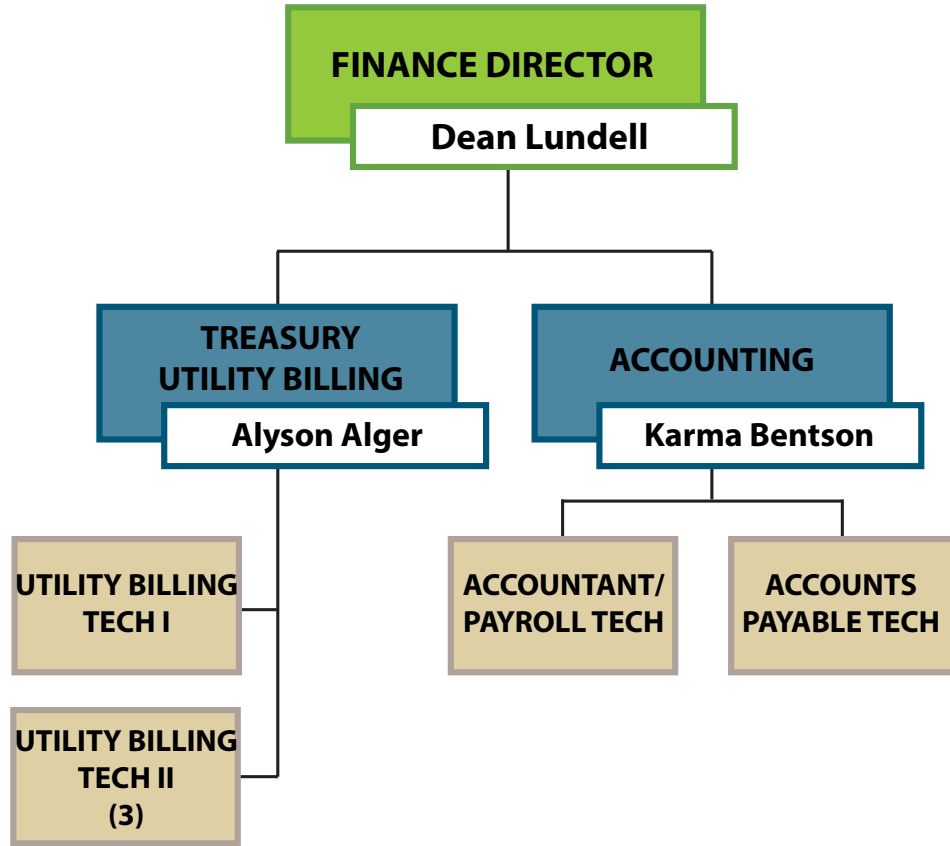 FINANCE DIRECTOR
Dean Lundell
TREASURY
UTILITY BILLING
Alyson Alger
ACCOUNTING
Karma Bentson
UTILITY BILLING
TECH I
UTILITY BILLING
TECH II
(3)
ACCOUNTANT/
PAYROLL TECH
ACCOUNTS
PAYABLE TECH